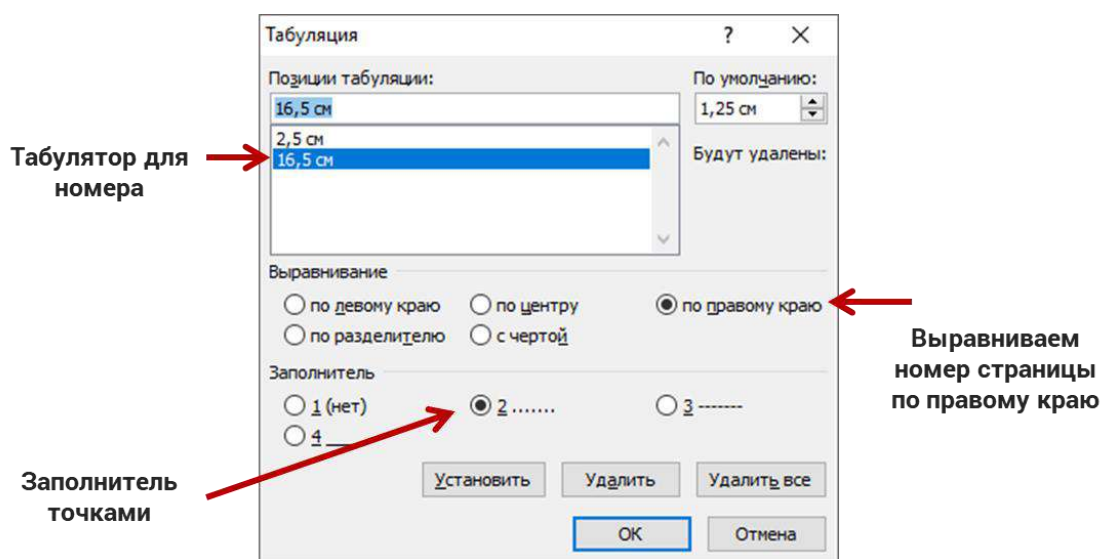 Табуляция ?
Позиции табуляции: По умолчанию:
16,5 см 1,25 см
2,5 см
16,5 см
Будут удалены:
Табулятор для
номера
Выравнивание
по левому краю по центру по правому краю
по разделителю с чертой
Выравниваем
номер страницы
по правому краю
Заполнитель
1 (нет) 2 ....... 3 -------
4 ___
Заполнитель
точками
Установить Удалить Удалить все
ОК Отмена